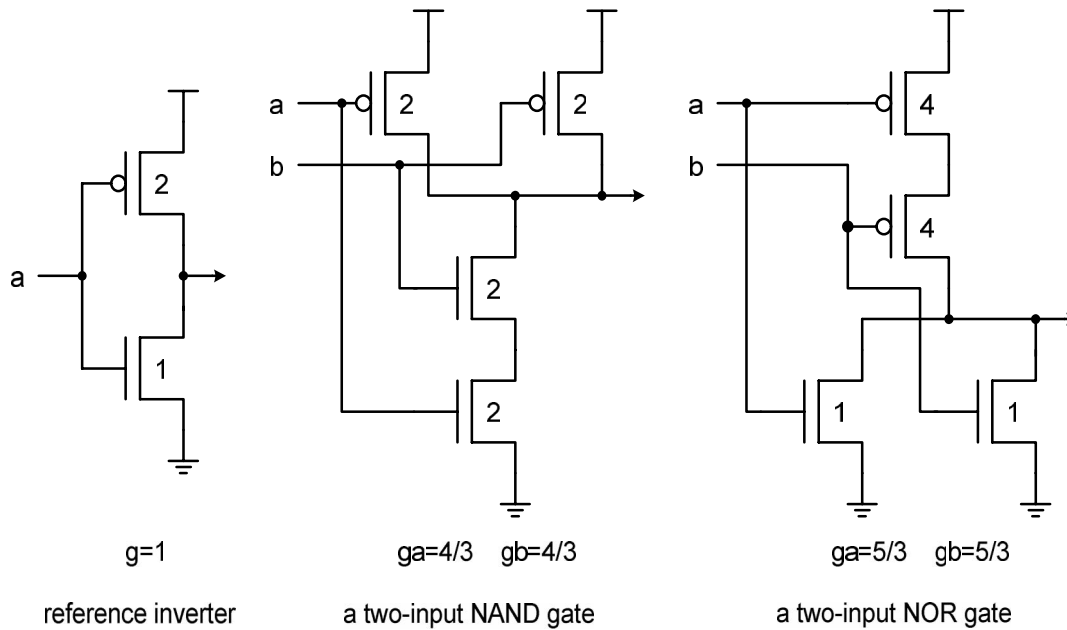 a
2
1
g=1
reference inverter
a
b
2
2
2
2
ga=4/3 gb=4/3
a two-input NAND gate
a
b
4
4
1
1
ga=5/3 gb=5/3
a two-input NOR gate